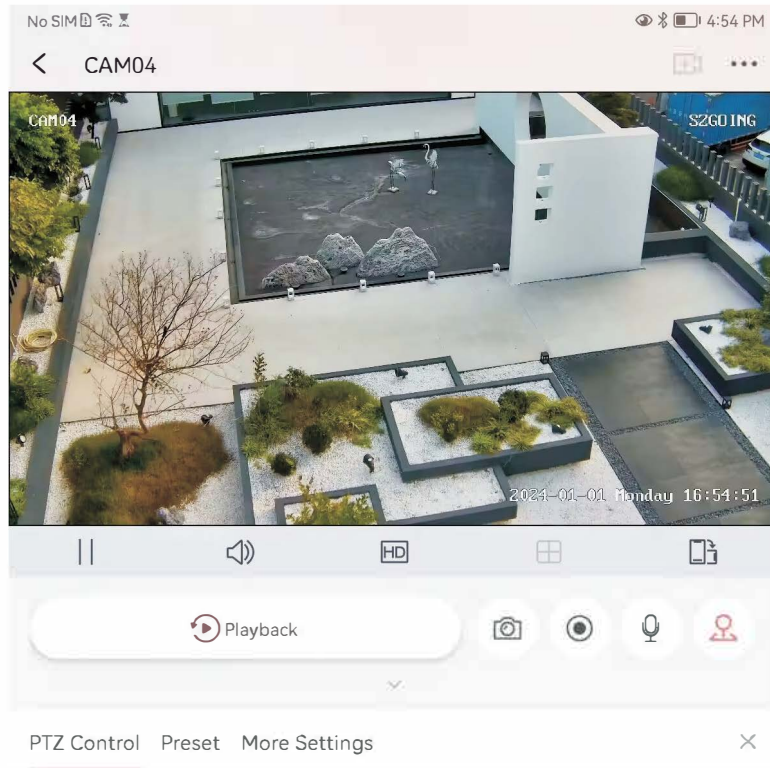 No SIM 4:54 PM
CAM04
CAM04 SZGOING
2024-01-01 Monday 16:54:51
HD
Playback
PTZ Control Preset More Settings